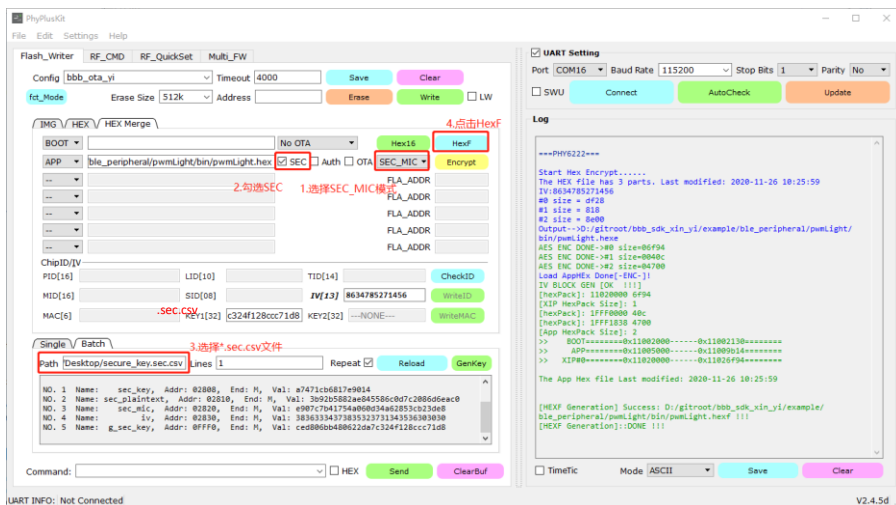 PhyPlusKit
File Edit Settings Help
Flash_Writer RF_CMD RF_QuickSet Multi_FW
Config bbb_ota_yi Timeout 4000 Save Clear
fct_Mode Erase Size 512k Address Erase Write LW
IMG HEX HEX Merge
4.点击HexF
BOOT No OTA Hex16 HexF
APP ble_peripheral/pwmLight/bin/pwmLight.hex SEC Auth OTA SEC_MIC Encrypt
-- FLA_ADDR
2.勾选SEC 1.选择SEC_MIC模式
-- FLA_ADDR
-- FLA_ADDR
-- FLA_ADDR
ChipID/IV
PID[16] LID[10] TID[14] CheckID
MID[16] SID[08] IV[13] 8634785271456 WriteID
.sec.csv
MAC[6] KEY1[32] c324f128ccc71d8 KEY2[32] ---NONE--- WriteMAC
Single Batch
3.选择*.sec.csv文件
Path 'Desktop/secure_key.sec.csv Lines 1 Repeat Reload GenKey
NO. 1 Name: sec_key, Addr: 02808, End: M, Val: a7471cb6817e9014
NO. 2 Name: sec_plaintext, Addr: 02810, End: M, Val: 3b92b5882ae845586c0d7c2086d6eac0
NO. 3 Name: sec_mic, Addr: 02820, End: M, Val: e907c7b41754a060d34a62853cb23de8
NO. 4 Name: iv, Addr: 02830, End: M, Val: 38363334373835323731343536303030
NO. 5 Name: g_sec_key, Addr: 0FFF0, End: M, Val: ced806bb480622da7c324f128ccc71d8
Command: HEX Send ClearBuf
UART INFO: Not Connected
UART Setting
Port COM16 Baud Rate 115200 Stop Bits 1 Parity No
SWU Connect AutoCheck Update
Log
===PHY6222===
Start Hex Encrypt......
The HEX file has 3 parts. Last modified: 2020-11-26 10:25:59
IV:8634785271456
#0 size = df28
#1 size = 818
#2 size = 8e00
Output-->D:/gitroot/bbb_sdk_xin_yi/example/ble_peripheral/pwmLight/
bin/pwmLight.hexe
AES ENC DONE->#0 size=06f94
AES ENC DONE->#1 size=0040c
AES ENC DONE->#2 size=04700
Load AppHEx Done[-ENC-]!
IV BLOCK GEN [OK !!!]
[hexPack]: 11020000 6f94
[XIP HexPack Size]: 1
[hexPack]: 1FFF0000 40c
[hexPack]: 1FFF1838 4700
[App HexPack Size]: 2
>> BOOT========0x11002000------0x11002130========
>> APP========0x11005000------0x11009b14========
>> XIP#0========0x11020000------0x11026f94========
The App Hex file Last modified: 2020-11-26 10:25:59
[HEXF Generation] Success: D:/gitroot/bbb_sdk_xin_yi/example/
ble_peripheral/pwmLight/bin/pwmLight.hexf !!!
[HEXF Generation]::DONE !!!
TimeTic Mode ASCII Save Clear
V2.4.5d